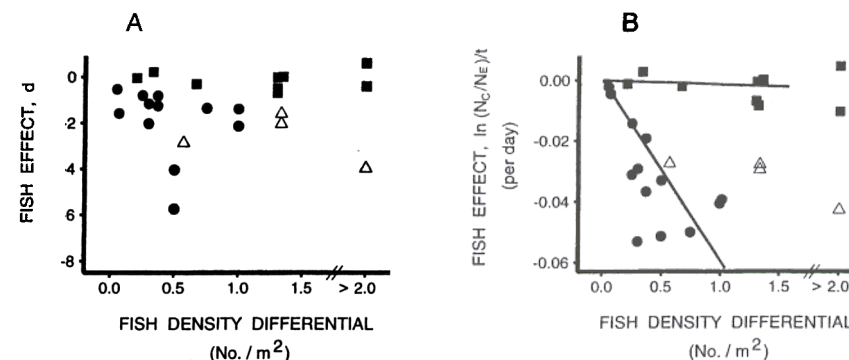 A
FISH EFFECT, d
0
-2
-4
6
-8
0.0 0.5 1.0 1.5 > 2.0
FISH DENSITY DIFFERENTIAL
(No. / m²)
B
FISH EFFECT, ln (N_C/N_E)/t
(per day)
0.00
-0.02
-0.04
-0.06
0.0 0.5 1.0 1.5 > 2.0
FISH DENSITY DIFFERENTIAL
(No. / m²)